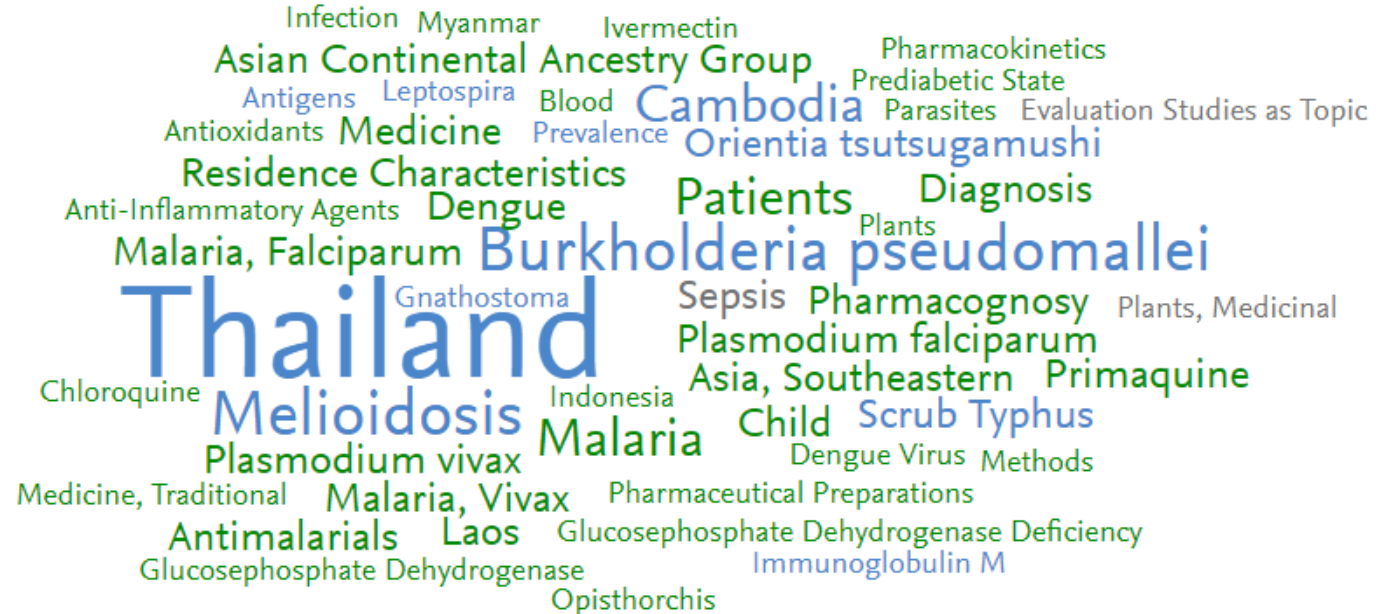 Infection Myanmar Ivermectin
Asian Continental Ancestry Group Pharmacokinetics
Prediabetic State
Antigens Leptospira Blood Cambodia Parasites Evaluation Studies as Topic
Antioxidants Medicine Prevalence Orientia tsutsugamushi
Residence Characteristics Patients Diagnosis
Anti-Inflammatory Agents Dengue Plants
Malaria, Falciparum Burkholderia pseudomallei
Thailand Gnathostoma Sepsis Pharmacognosy Plants, Medicinal
Plasmodium falciparum
Asia, Southeastern Primaquine
Chloroquine Melioidosis Indonesia Child Scrub Typhus
Malaria
Plasmodium vivax Dengue Virus Methods
Medicine, Traditional Malaria, Vivax Pharmaceutical Preparations
Antimalarials Laos Glucosephosphate Dehydrogenase Deficiency
Glucosephosphate Dehydrogenase Immunoglobulin M
Opisthorchis